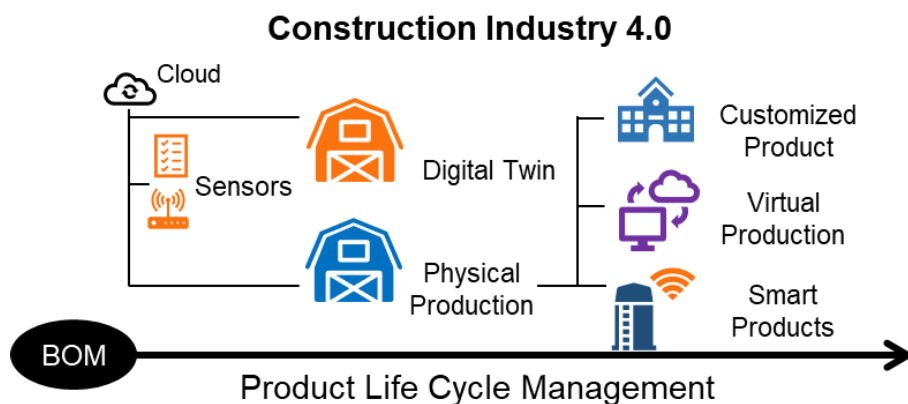 Construction Industry 4.0
Cloud
Sensors
Digital Twin
Physical
Production
Customized
Product
Virtual
Production
Smart
Products
BOM
Product Life Cycle Management